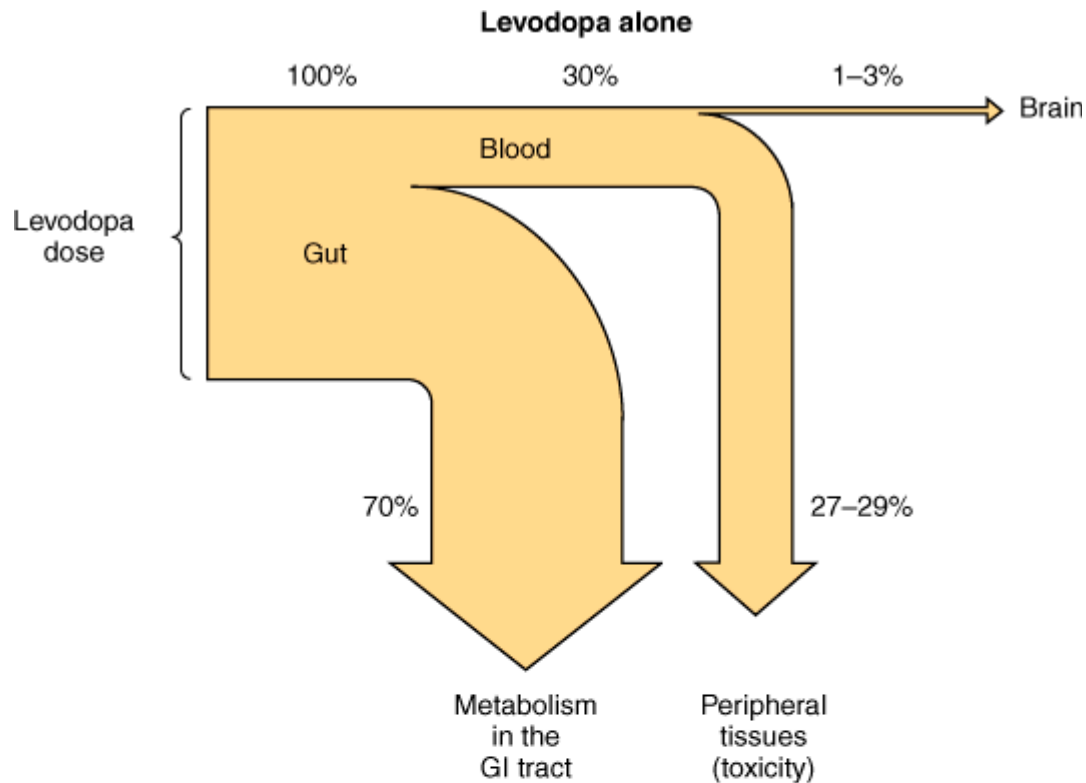 Levodopa alone
100%
30%
1–3%
Brain
Blood
Levodopa
dose
Gut
70%
27–29%
Metabolism
in the
GI tract
Peripheral
tissues
(toxicity)